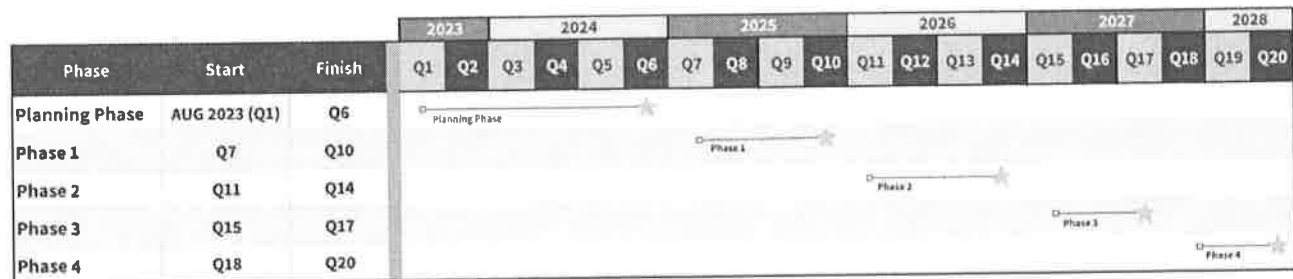 2023 2024 2025 2026 2027 2028
Phase Start Finish Q1 Q2 Q3 Q4 Q5 Q6 Q7 Q8 Q9 Q10 Q11 Q12 Q13 Q14 Q15 Q16 Q17 Q18 Q19 Q20
Planning Phase AUG 2023 (Q1) Q6 Planning Phase
Phase 1 Q7 Q10 Phase 1
Phase 2 Q11 Q14 Phase 2
Phase 3 Q15 Q17 Phase 3
Phase 4 Q18 Q20 Phase 4